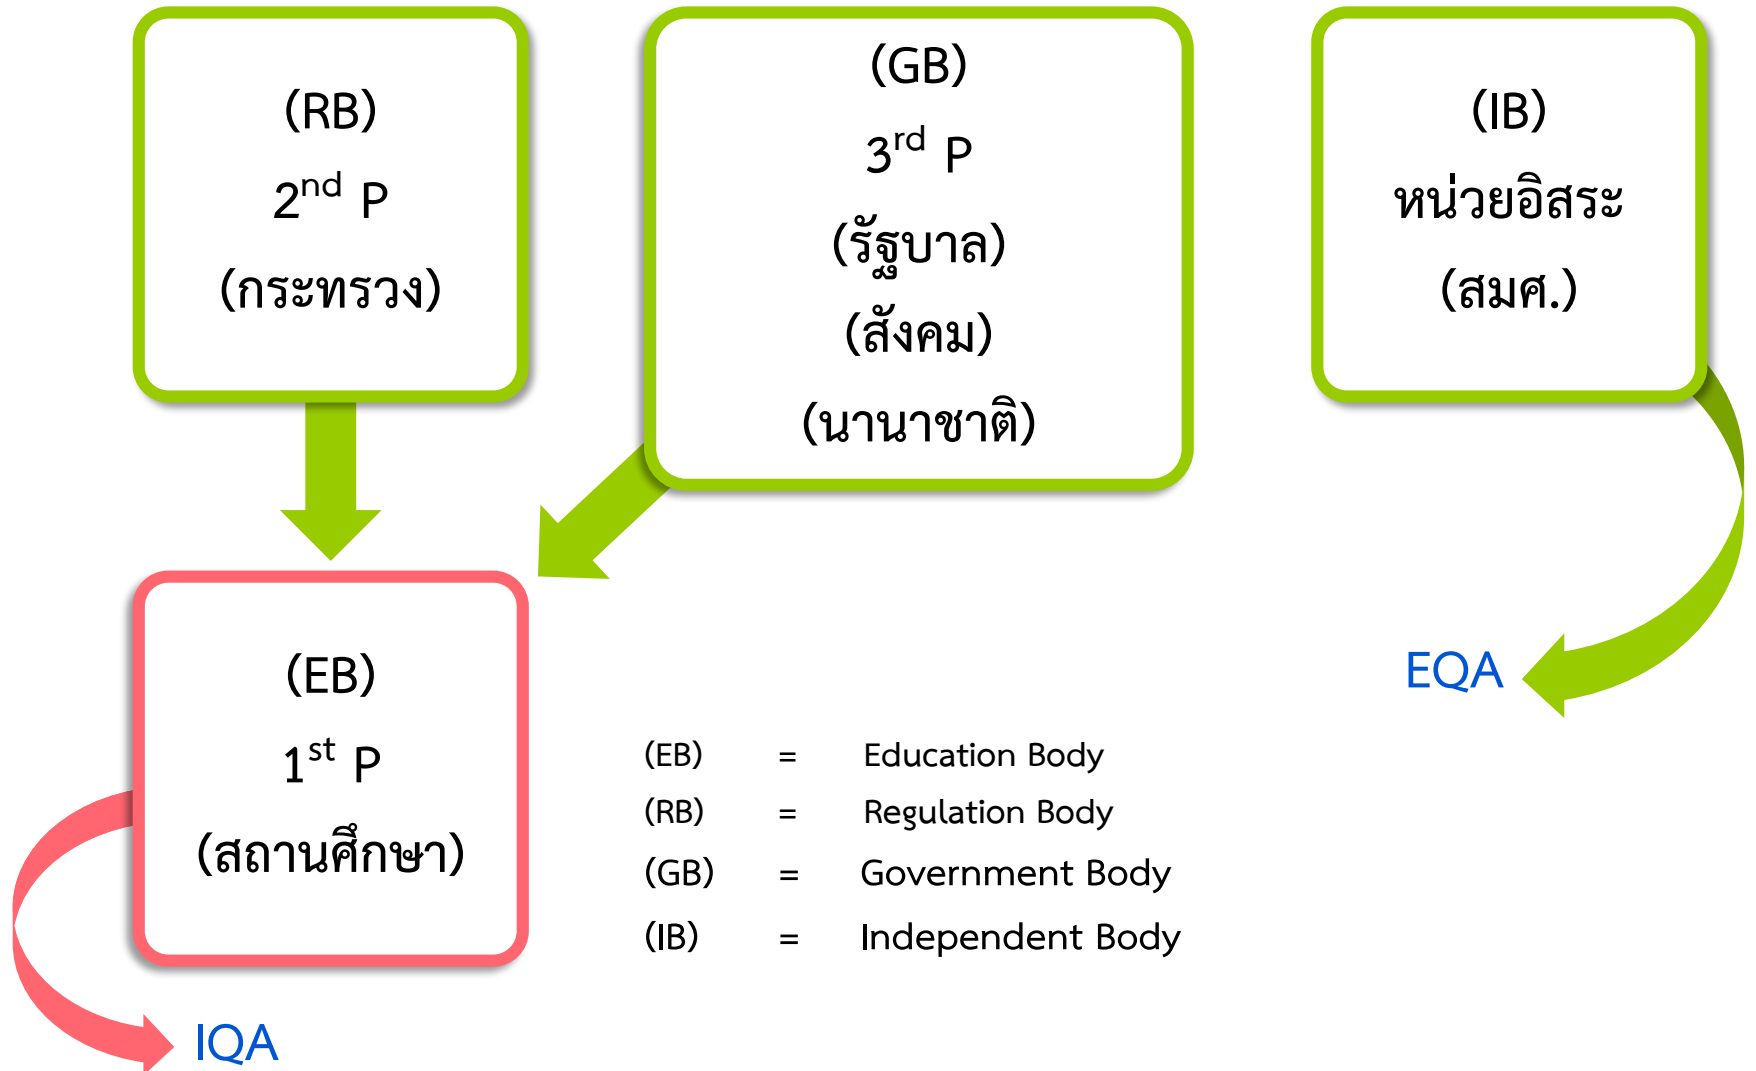 (RB)
2nd P
(กระทรวง)
(GB)
3rd P
(รัฐบาล)
(สังคม)
(นานาชาติ)
(IB)
หน่วยอิสระ
(สมศ.)
(EB)
1st P
(สถานศึกษา)
IQA
EQA
(EB) = Education Body
(RB) = Regulation Body
(GB) = Government Body
(IB) = Independent Body